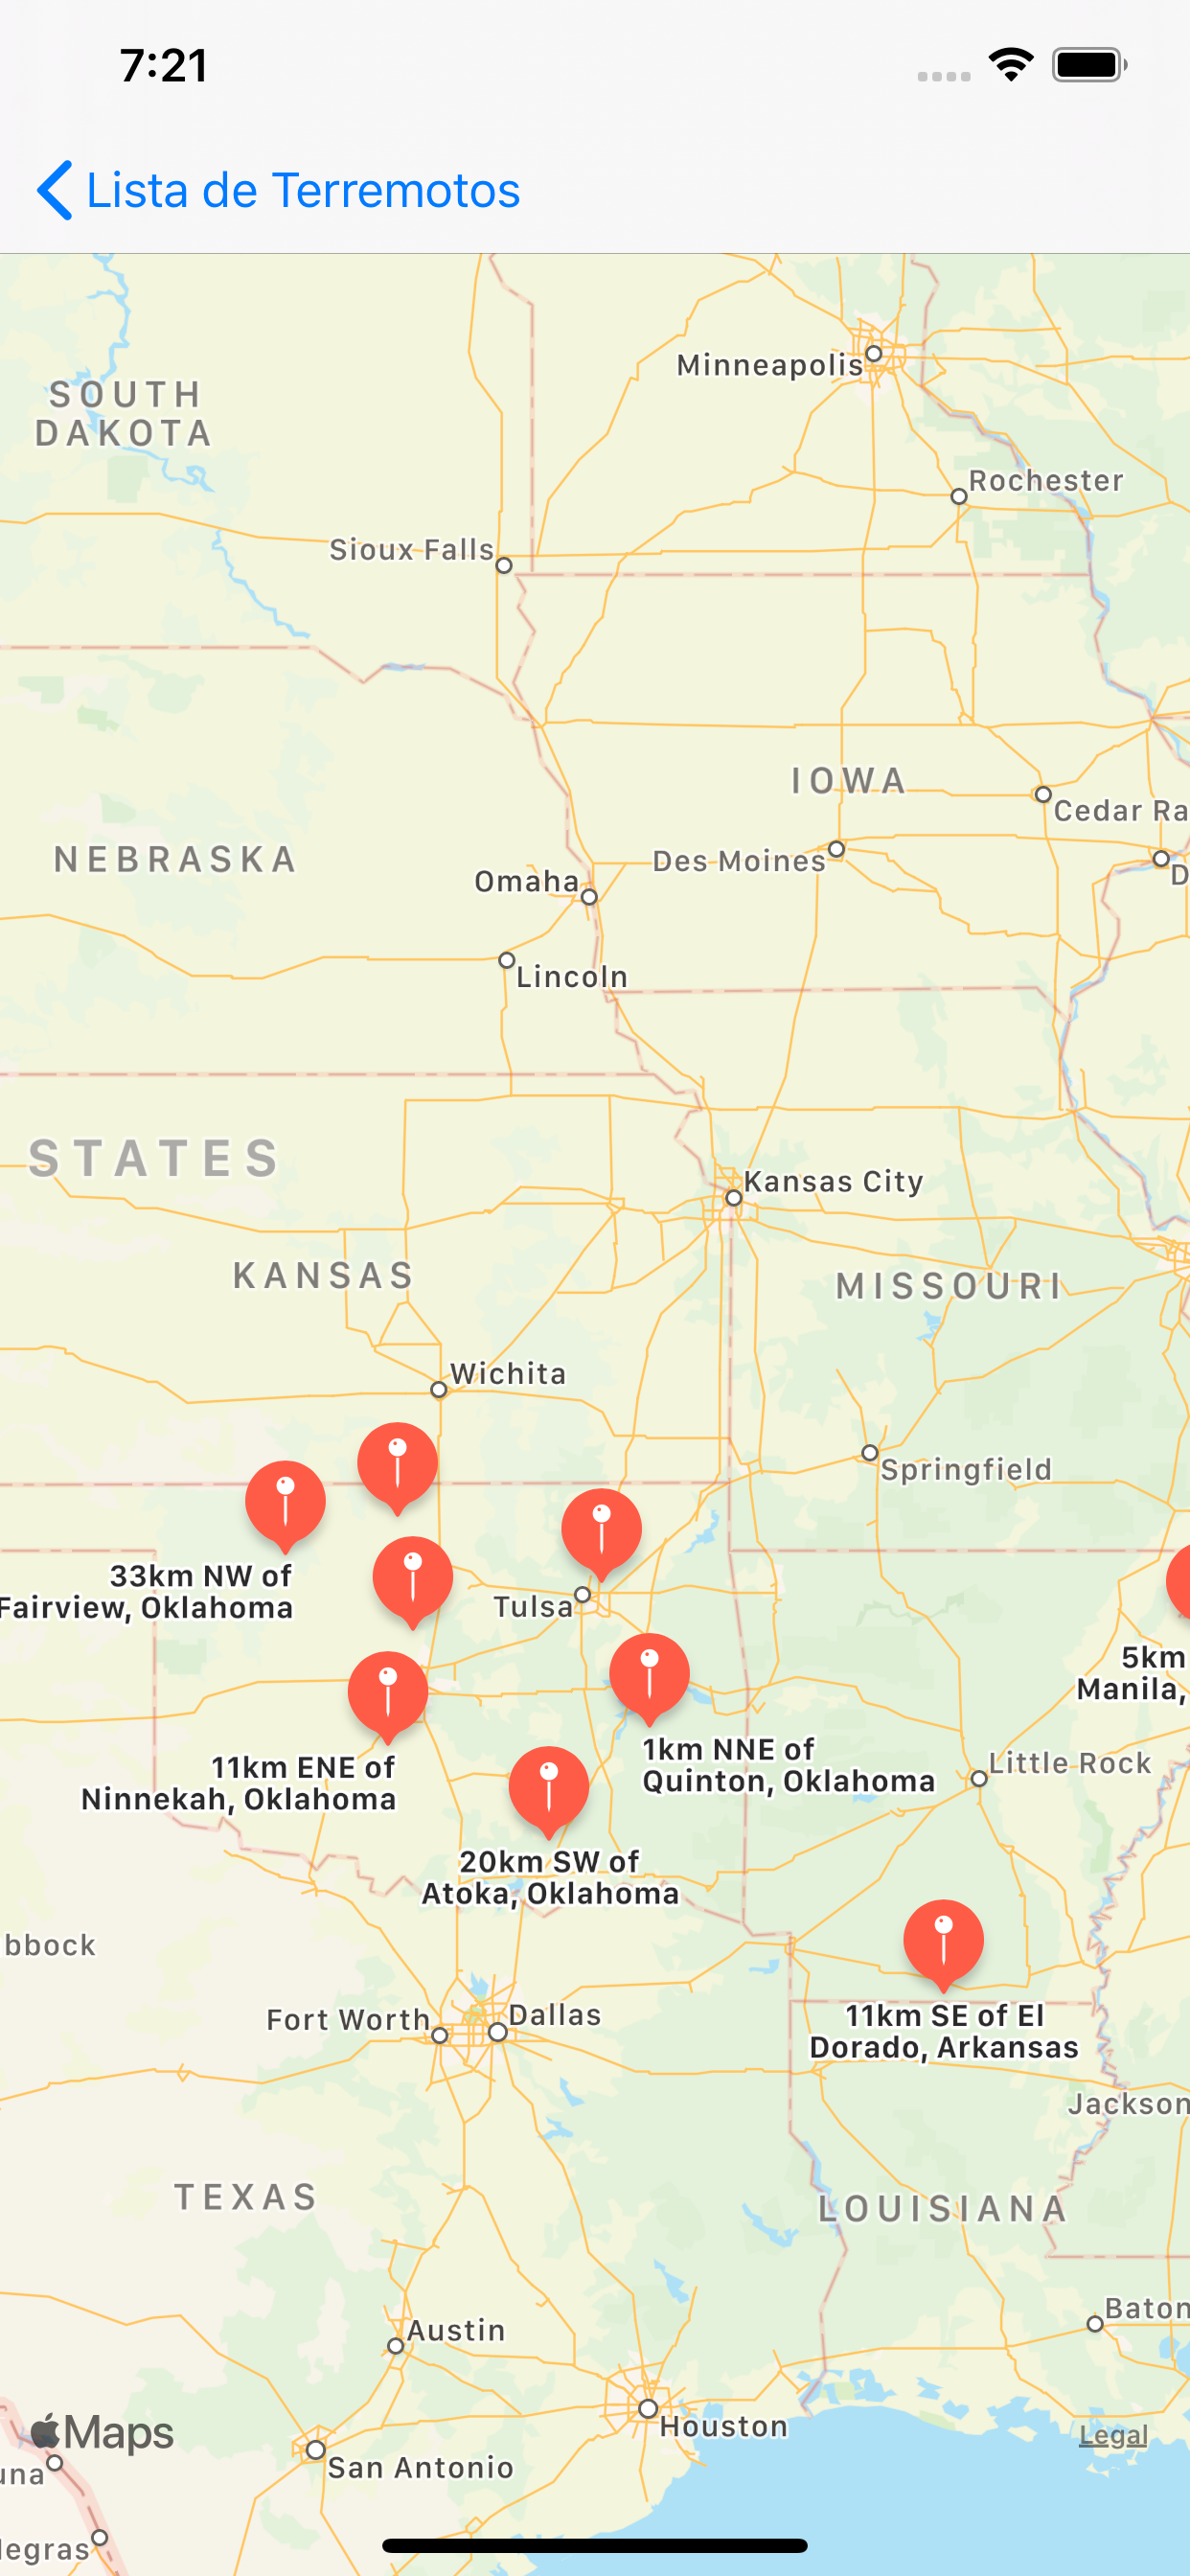 7:21
Lista de Terremotos
Minneapolis
SOUTH
DAKOTA
Rochester
Sioux Falls
IOWA
Cedar Ra
NEBRASKA
Des Moines
D
Omaha
Lincoln
STATES
Kansas City
KANSAS
MISSOURI
Wichita
Springfield
33km NW of
Fairview, Oklahoma
Tulsa
5km
Manila,
11km ENE of
Ninnekah, Oklahoma
1km NNE of
Quinton, Oklahoma
Little Rock
20km SW of
Atoka, Oklahoma
bbock
Fort Worth
Dallas
11km SE of El
Dorado, Arkansas
Jackson
TEXAS
LOUISIANA
Baton
Austin
Houston
Maps
Legal
una
San Antonio
legras